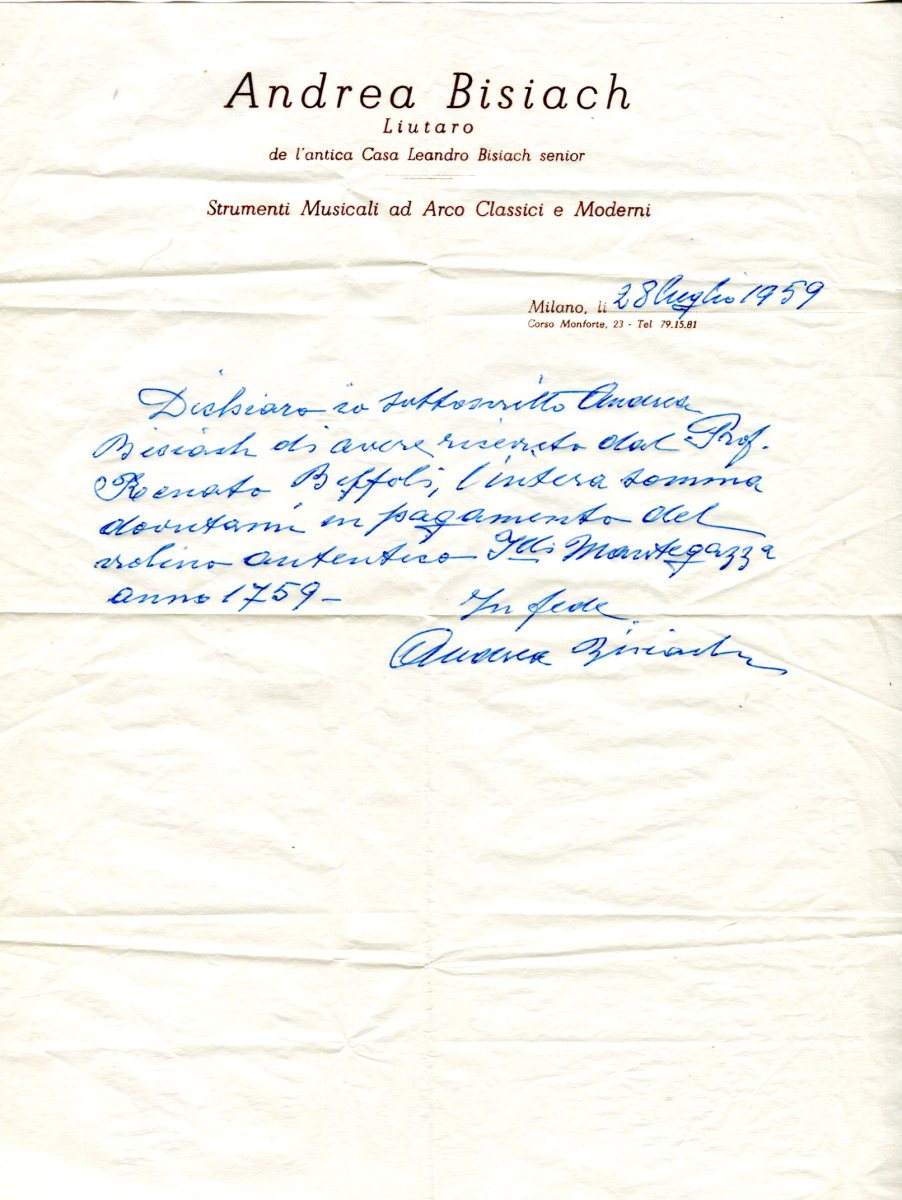 Andrea Bisiach
Liutaro
de l'antica Casa Leandro Bisiach senior
Strumenti Musicali ad Arco Classici e Moderni
Milano, li 28 luglio 1959
Corso Monforte, 23 - Tel 79.15.81
Dichiaro io sottoscritto Andrea
Bisiach di avere ricevuto dal Prof.
Renato Biffoli, l'intera somma
dovutami in pagamento del
violino autentico F.lli Mantegazza
anno 1759 -
In fede
Andrea Bisiach